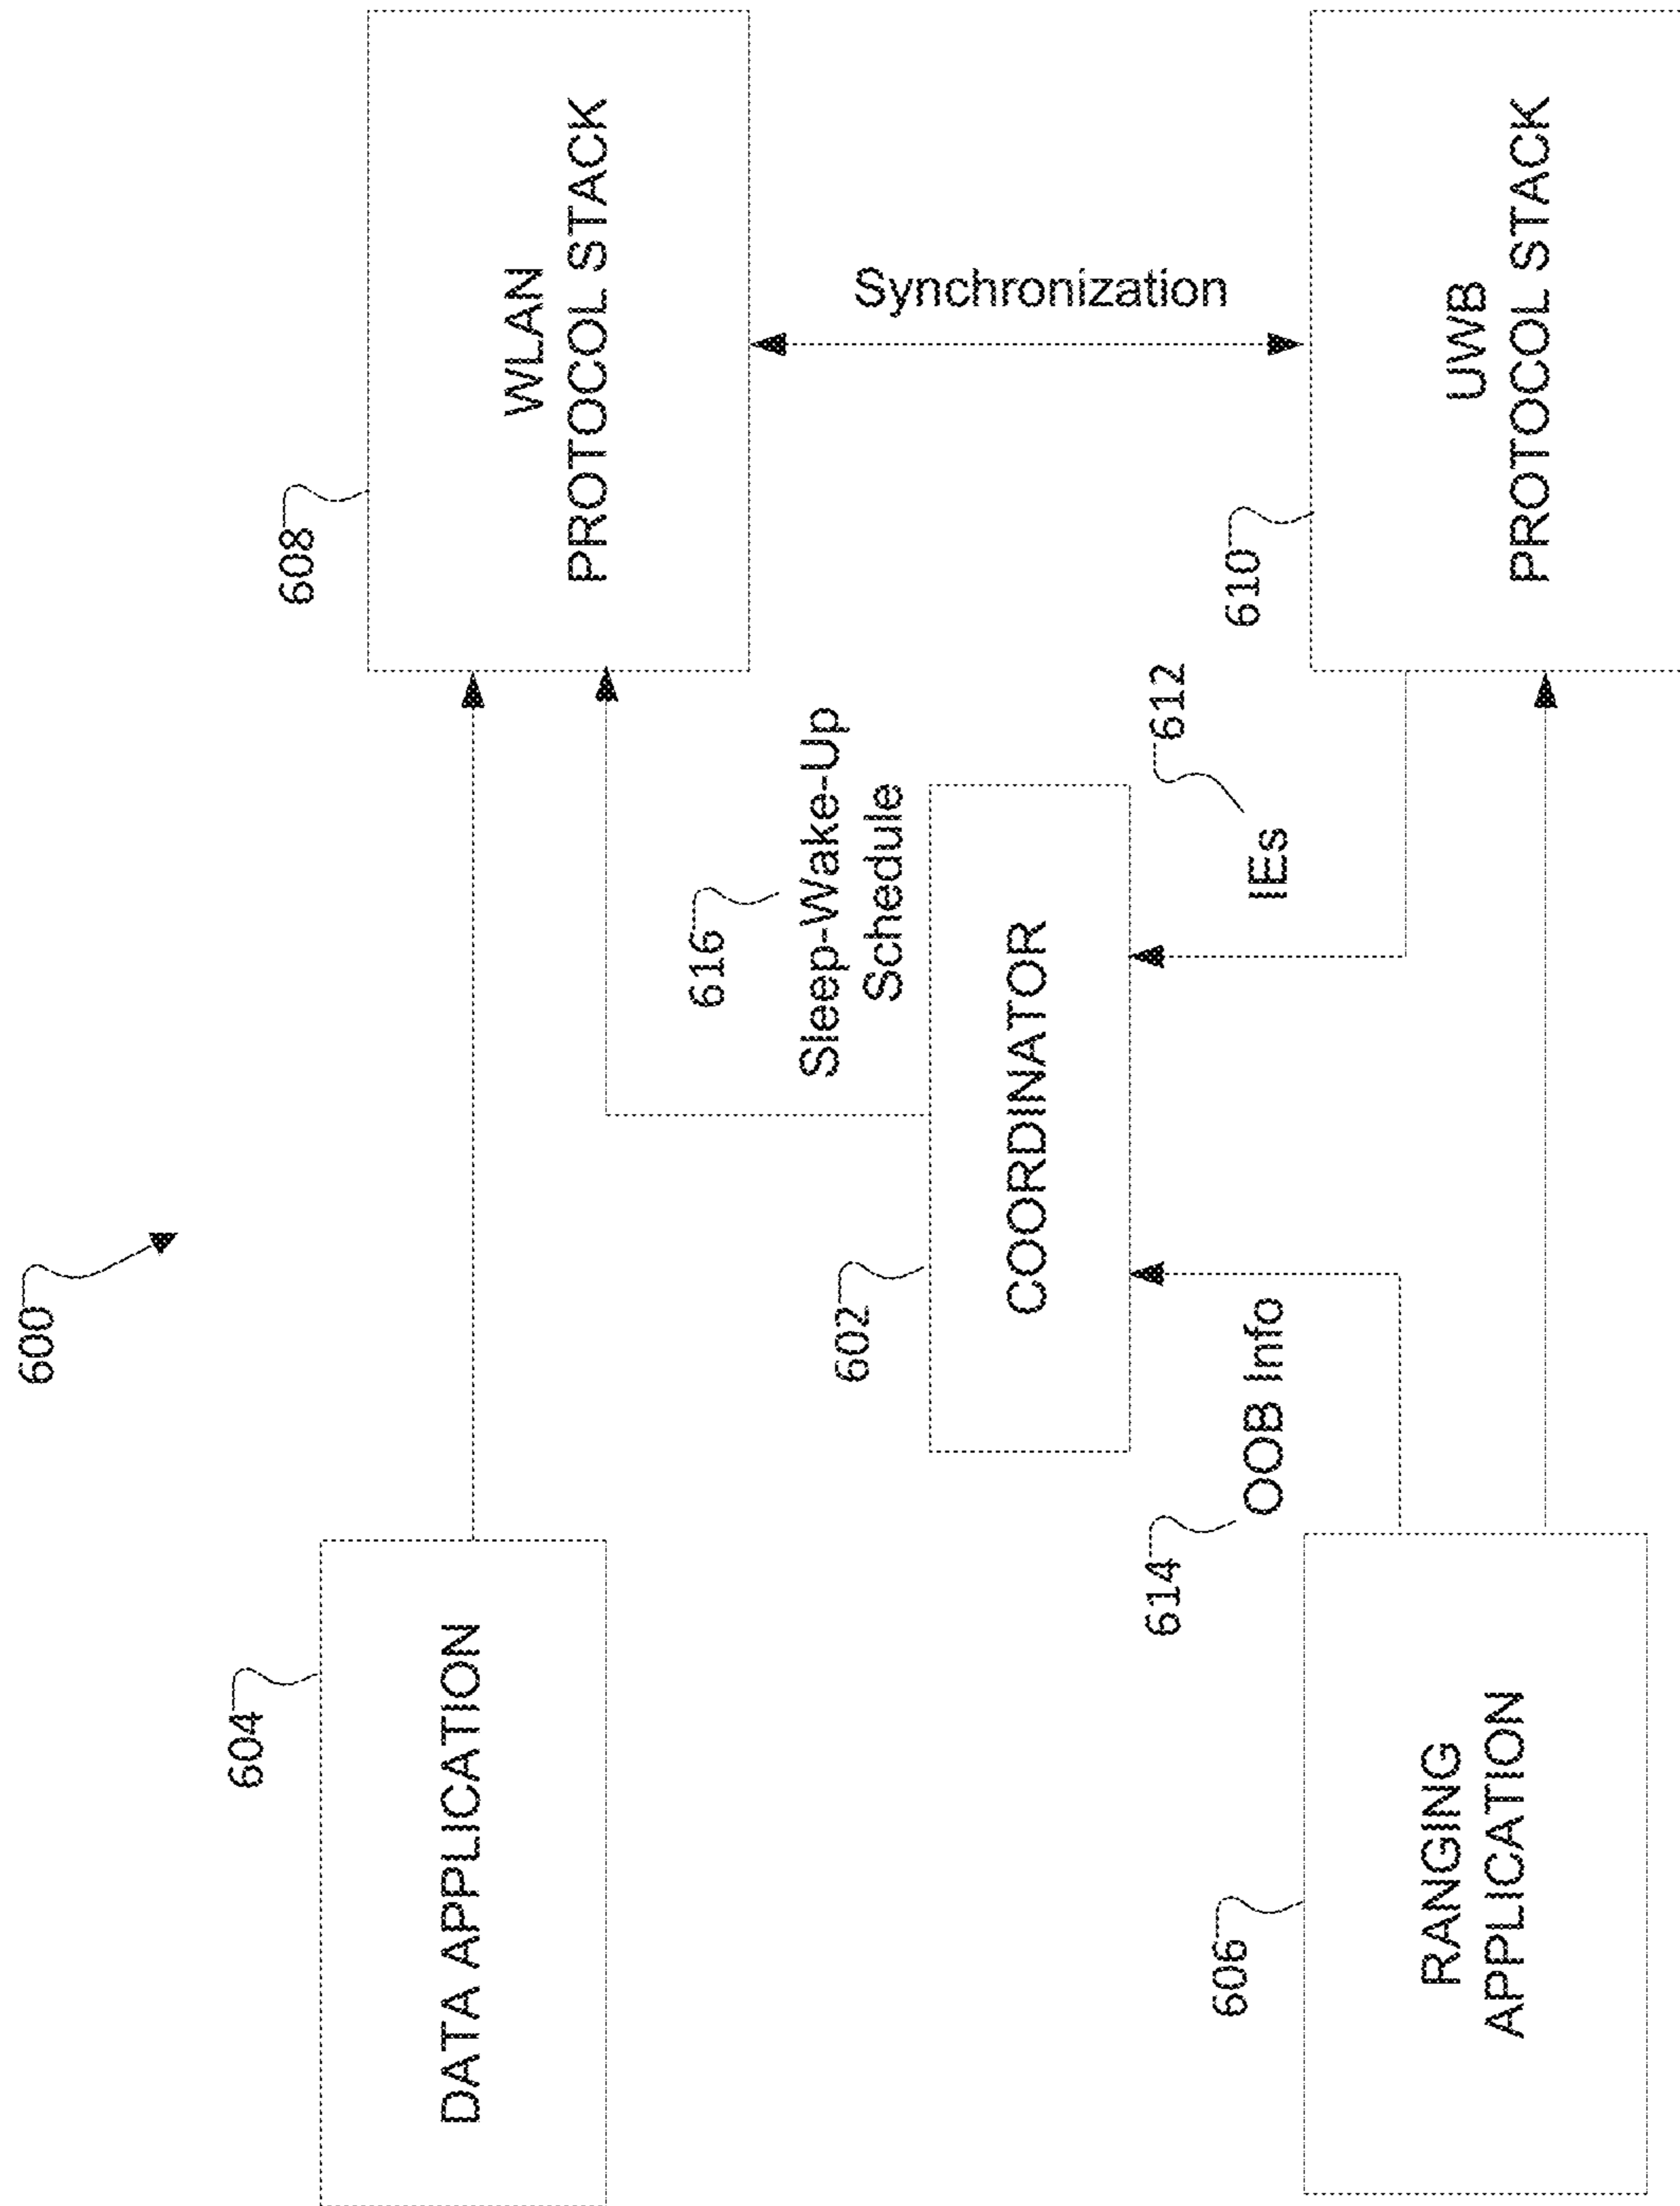 600
608
WLAN
PROTOCOL STACK
Synchronization
610
UWB
PROTOCOL STACK
616
Sleep-Wake-Up
Schedule
612
IEs
602
COORDINATOR
614
OOB Info
604
DATA APPLICATION
606
RANGING
APPLICATION